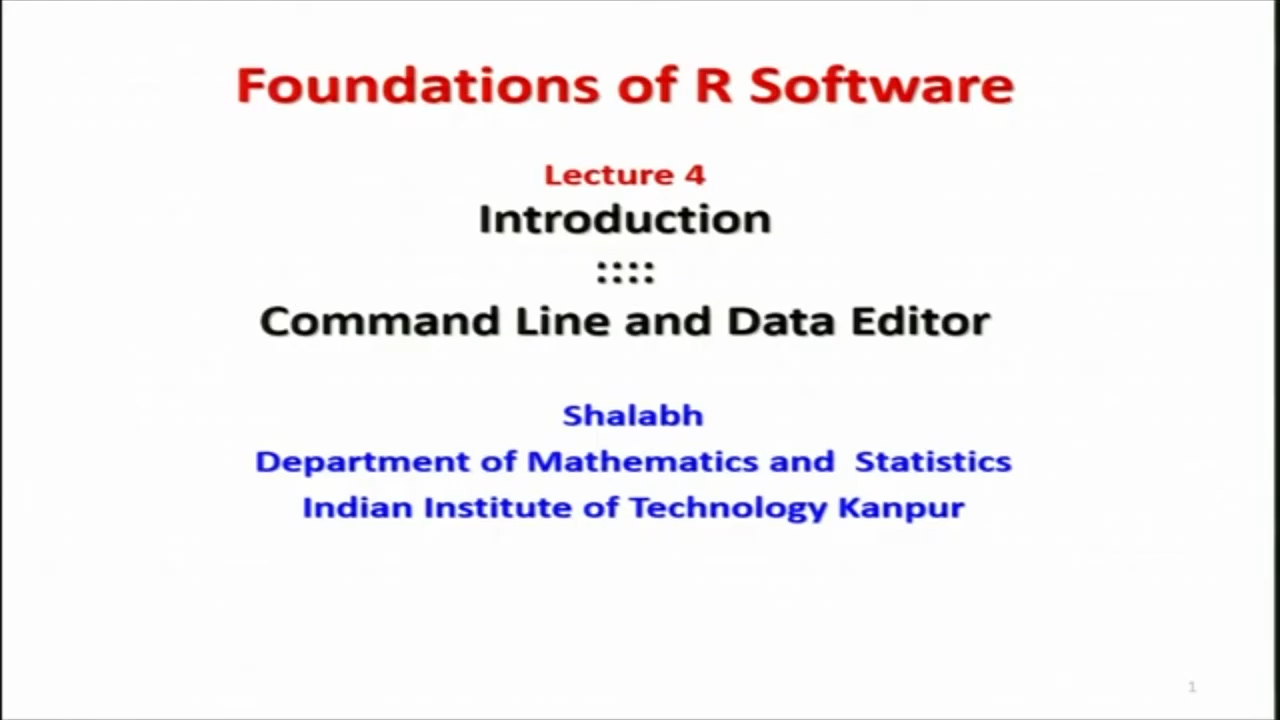 Foundations of R Software
Lecture 4
Introduction
::::
Command Line and Data Editor
Shalabh
Department of Mathematics and Statistics
Indian Institute of Technology Kanpur
1